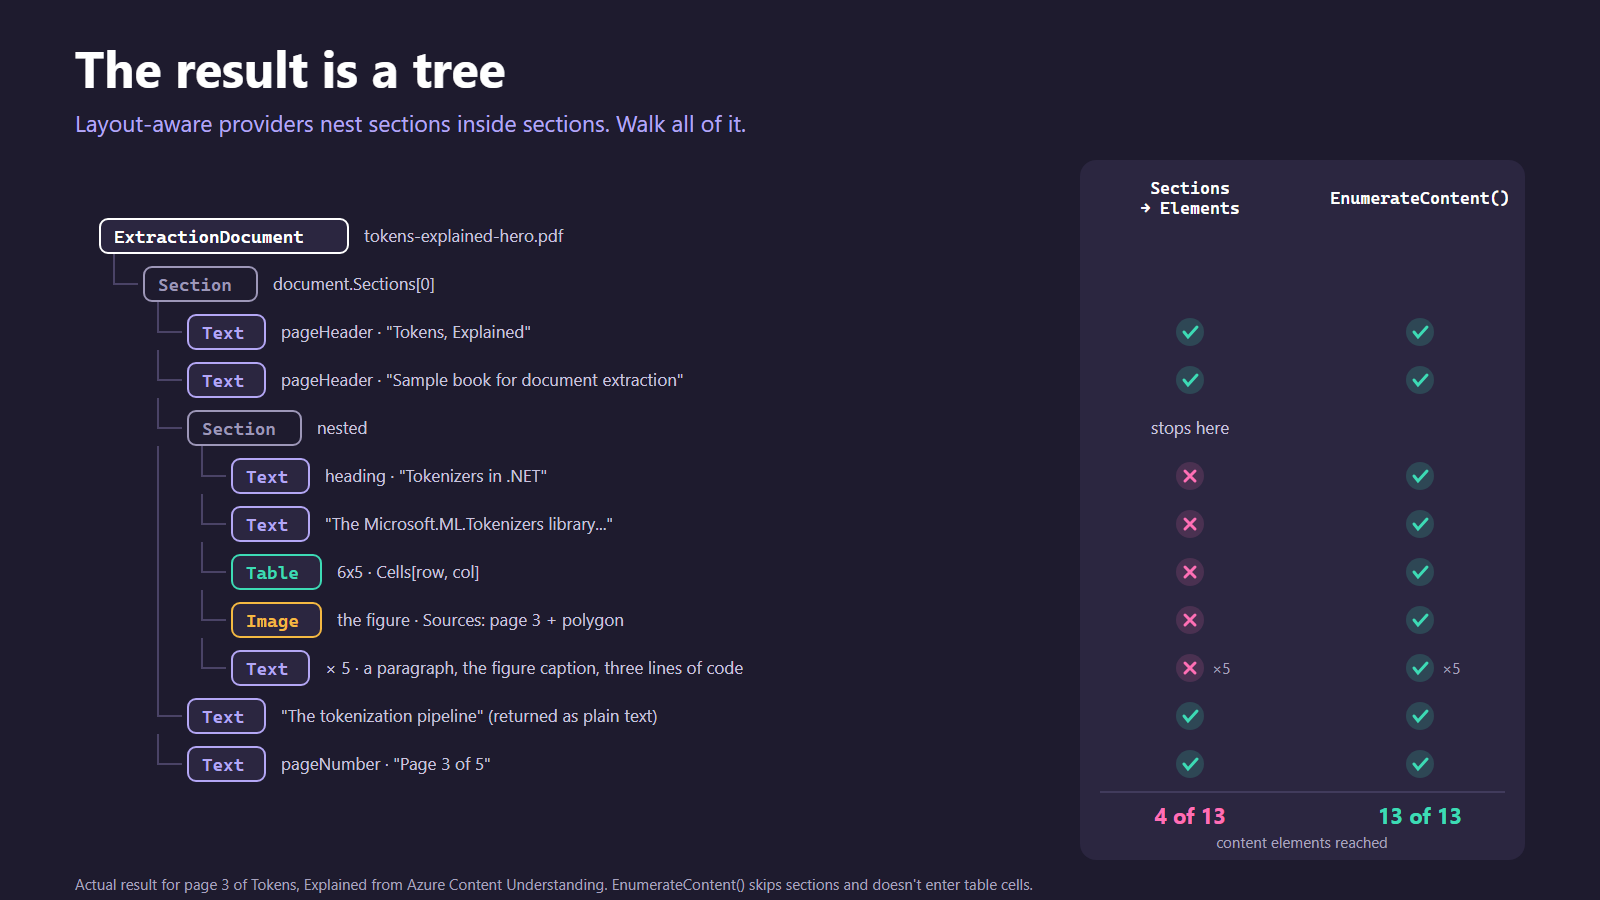 The result is a tree
Layout-aware providers nest sections inside sections. Walk all of it.
Sections
→ Elements
EnumerateContent()
ExtractionDocument tokens-explained-hero.pdf
Section document.Sections[0]
Text pageHeader · "Tokens, Explained"
Text pageHeader · "Sample book for document extraction"
Section nested
stops here
Text heading · "Tokenizers in .NET"
Text "The Microsoft.ML.Tokenizers library..."
Table 6x5 · Cells[row, col]
Image the figure · Sources: page 3 + polygon
Text × 5 · a paragraph, the figure caption, three lines of code
×5 ×5
Text "The tokenization pipeline" (returned as plain text)
Text pageNumber · "Page 3 of 5"
4 of 13 13 of 13
content elements reached
Actual result for page 3 of Tokens, Explained from Azure Content Understanding. EnumerateContent() skips sections and doesn't enter table cells.